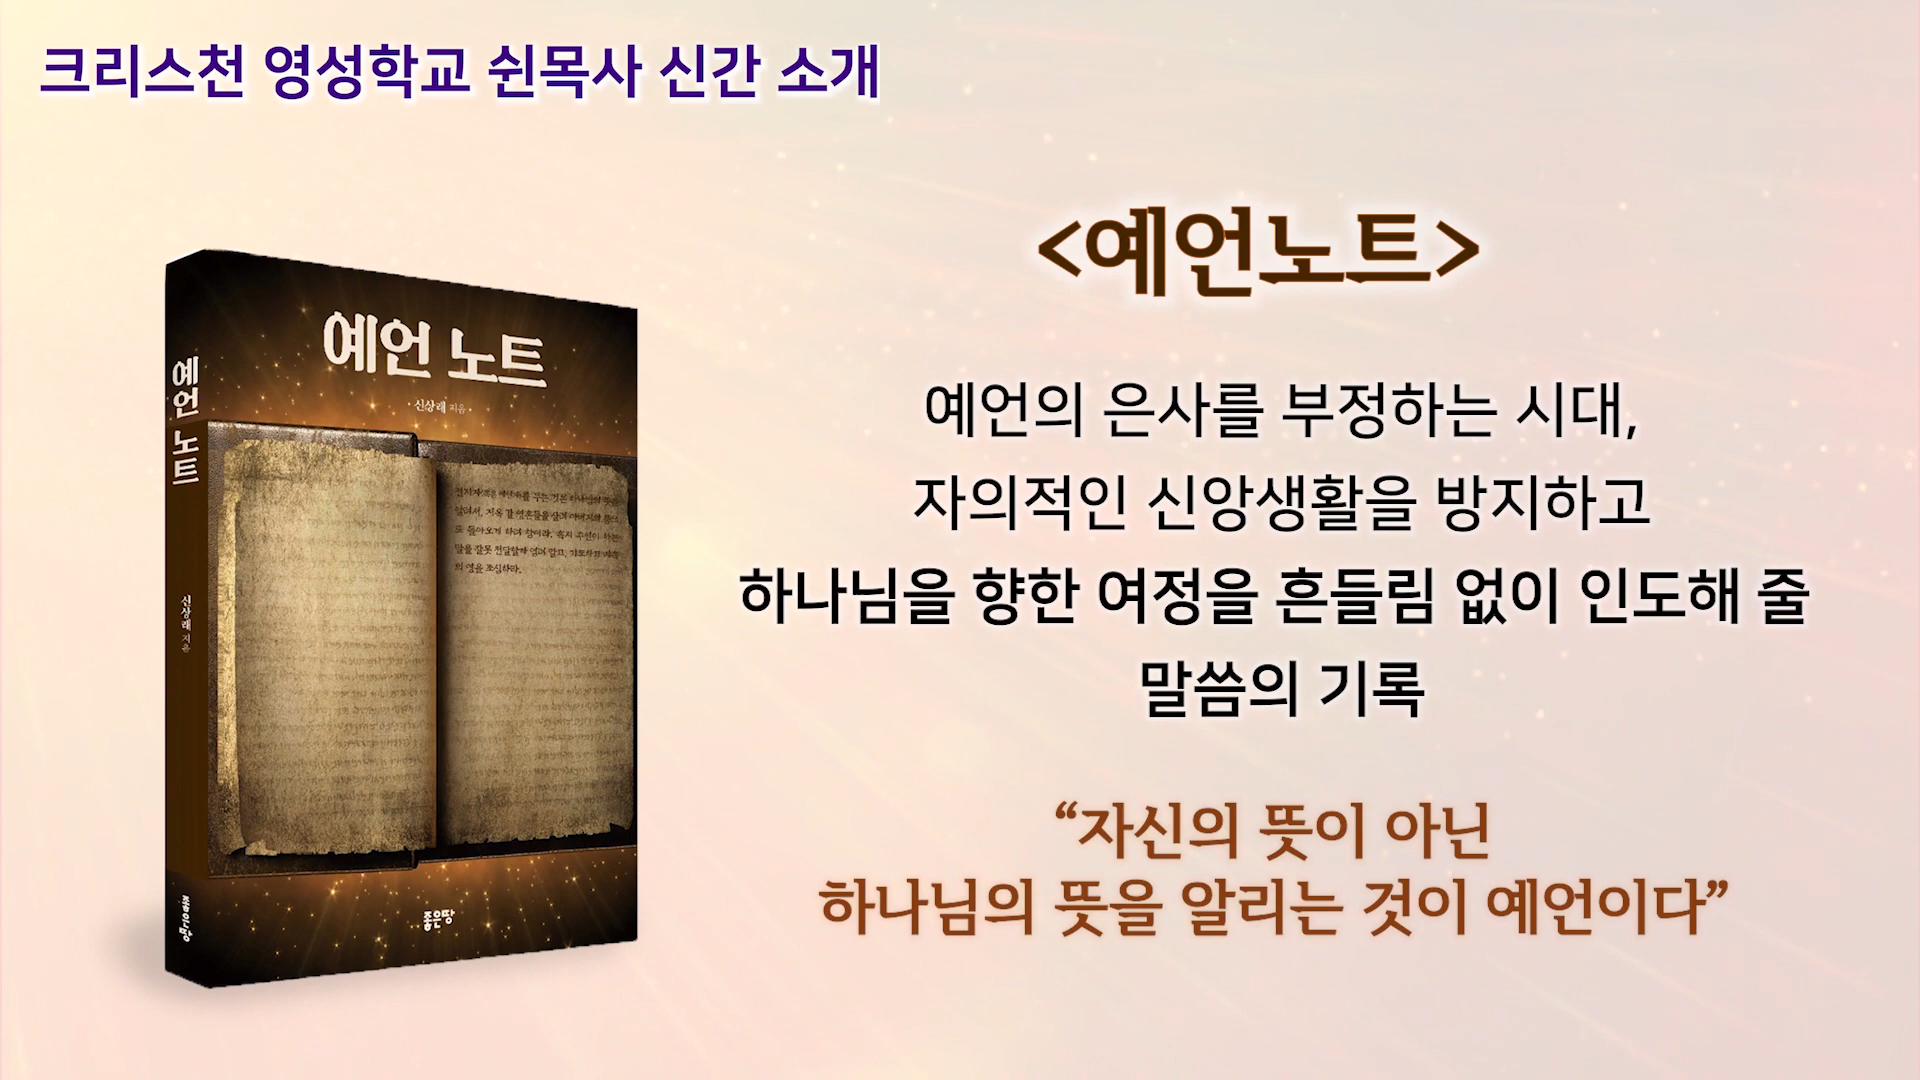 크리스천 영성학교 쉰목사 신간 소개
<예언노트>
예언의 은사를 부정하는 시대,
자의적인 신앙생활을 방지하고
하나님을 향한 여정을 흔들림 없이 인도해 줄
말씀의 기록
“자신의 뜻이 아닌
하나님의 뜻을 알리는 것이 예언이다”
예언 노트
· 신상래 지음 ·
좋은땅
예언 노트
신상래 지음
좋은땅